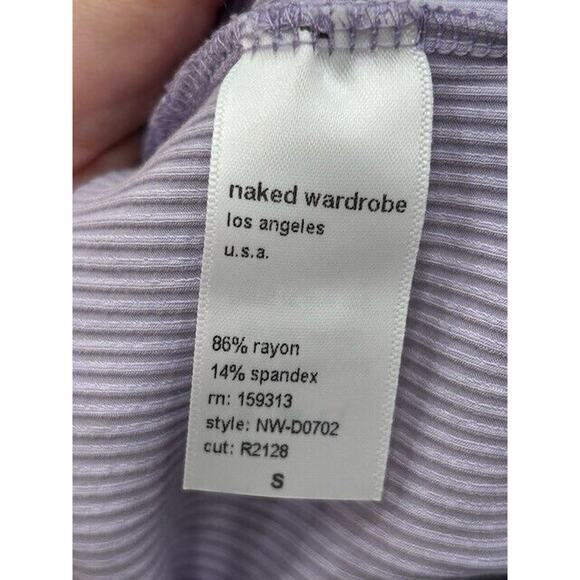 naked wardrobe
los angeles
u.s.a.
86% rayon
14% spandex
rn: 159313
style: NW-D0702
cut: R2128
S